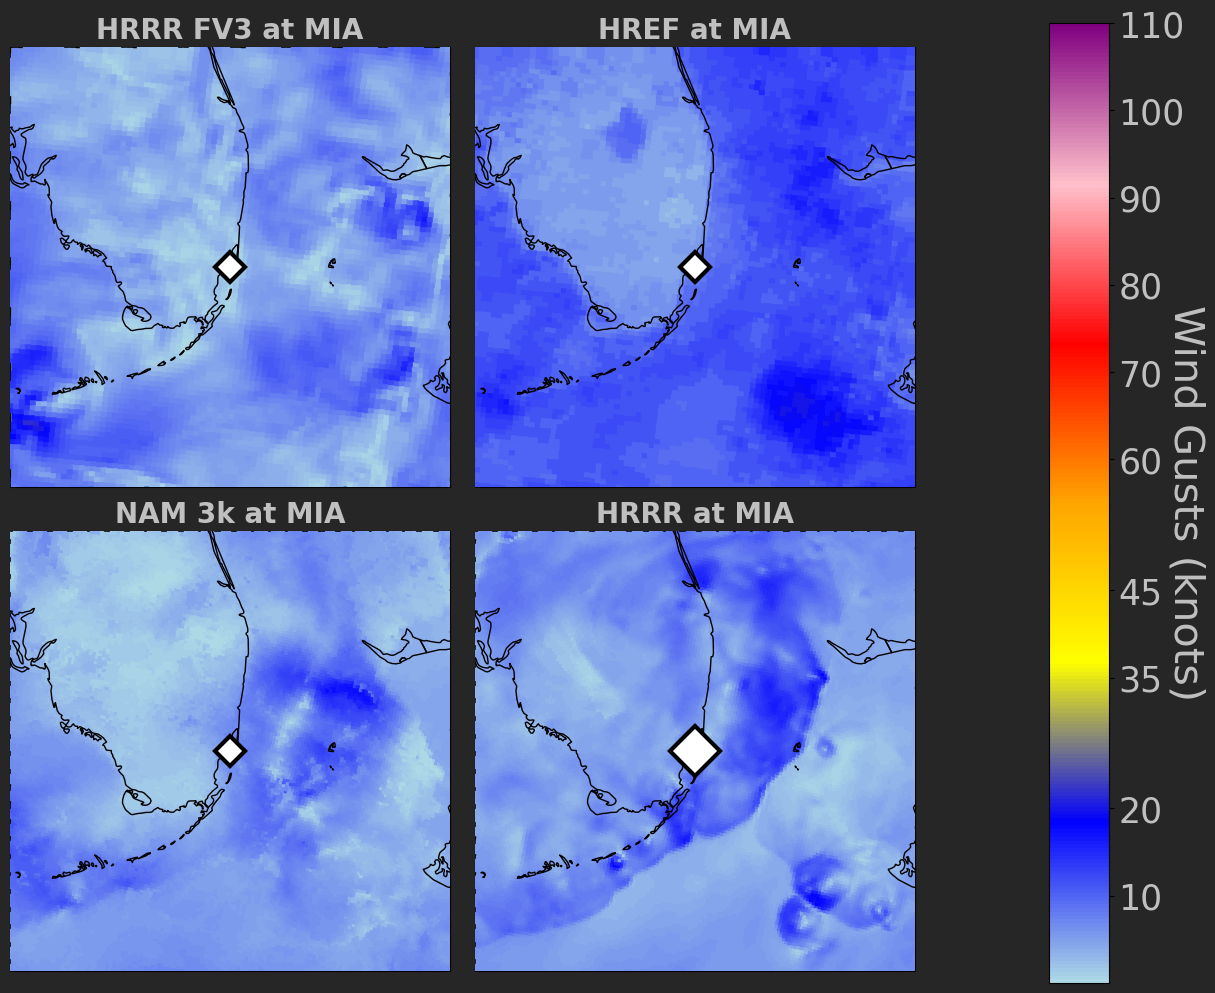 HRRR FV3 at MIA
HREF at MIA
NAM 3k at MIA
HRRR at MIA
110
100
90
80
70
60
45
35
20
10
Wind Gusts (knots)